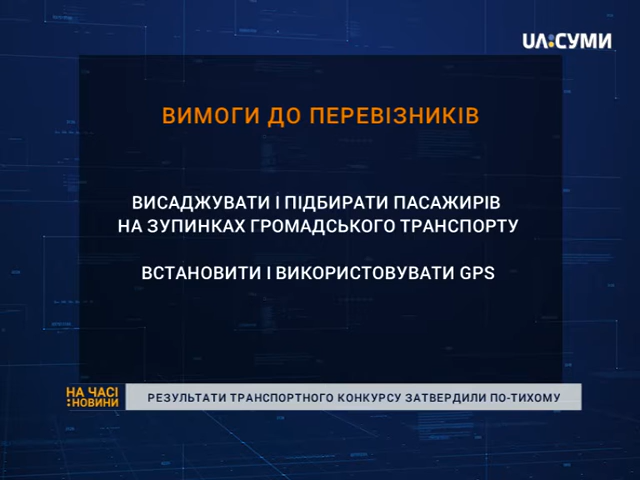 UA:СУМИ
ВИМОГИ ДО ПЕРЕВІЗНИКІВ
ВИСАДЖУВАТИ І ПІДБИРАТИ ПАСАЖИРІВ
НА ЗУПИНКАХ ГРОМАДСЬКОГО ТРАНСПОРТУ
ВСТАНОВИТИ І ВИКОРИСТОВУВАТИ GPS
НА ЧАСІ
:НОВИНИ
РЕЗУЛЬТАТИ ТРАНСПОРТНОГО КОНКУРСУ ЗАТВЕРДИЛИ ПО-ТИХОМУ